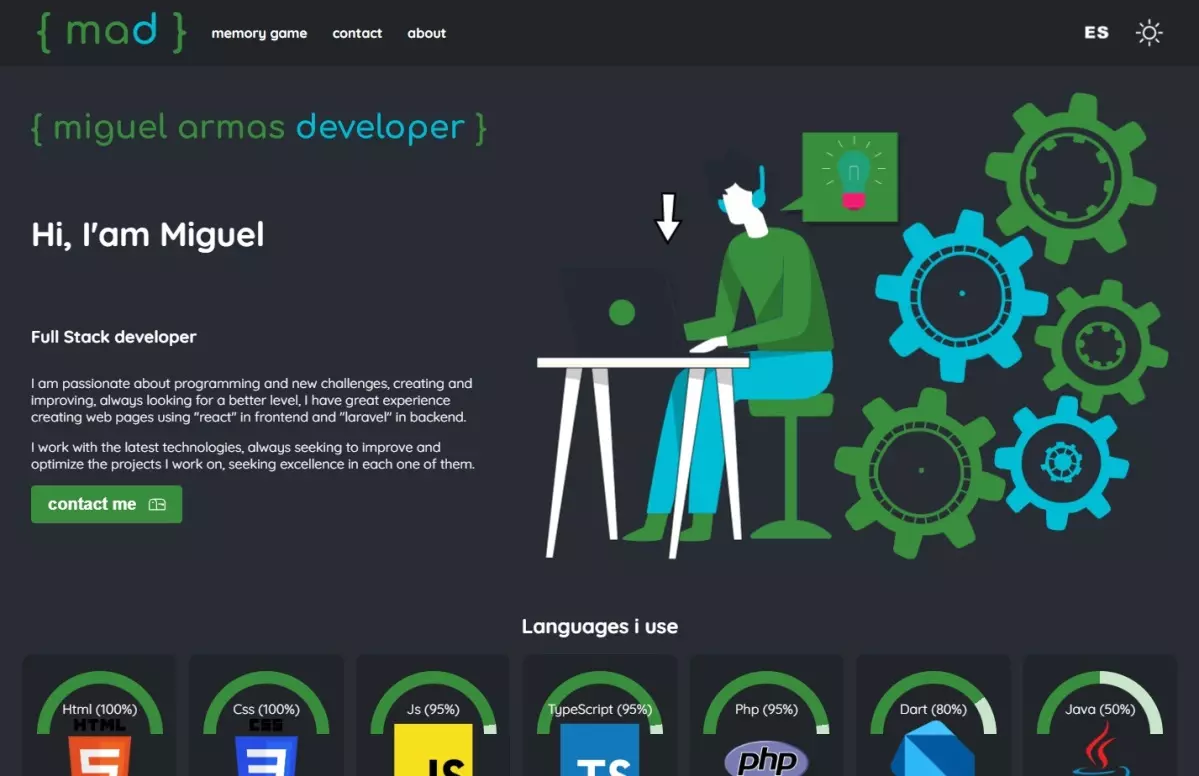 { mad }
memory game
contact
about
ES
{ miguel armas developer }
Hi, I'am Miguel
Full Stack developer
I am passionate about programming and new challenges, creating and
improving, always looking for a better level, I have great experience
creating web pages using "react" in frontend and "laravel" in backend.
I work with the latest technologies, always seeking to improve and
optimize the projects I work on, seeking excellence in each one of them.
contact me
Languages i use
Html (100%)
Css (100%)
Js (95%)
TypeScript (95%)
Php (95%)
Dart (80%)
Java (50%)
HTML
CSS
JS
TS
php